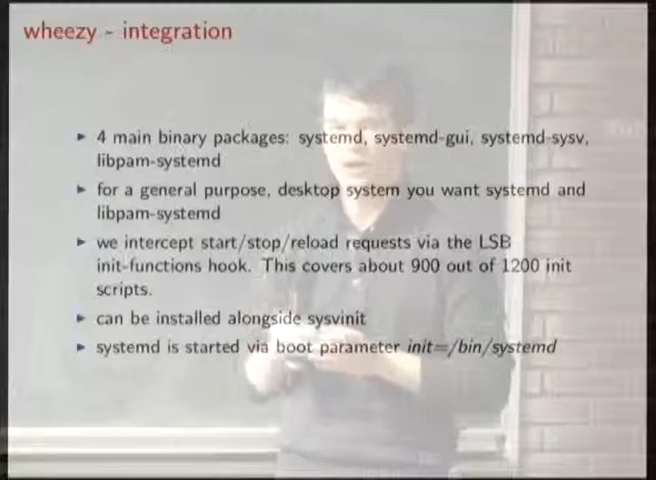 wheezy - integration
4 main binary packages: systemd, systemd-gui, systemd-sysv,
libpam-systemd
for a general purpose, desktop system you want systemd and
libpam-systemd
we intercept start/stop/reload requests via the LSB
init-functions hook. This covers about 900 out of 1200 init
scripts.
can be installed alongside sysvinit
systemd is started via boot parameter init=/bin/systemd